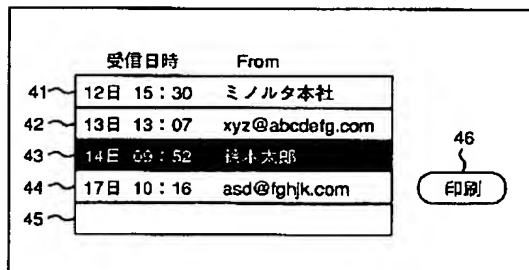 受信日時 From
41 12日 15：30 ミノルタ本社
42 13日 13：07 xyz@abcdefg.com
46
43 14日 09：52 鈴木太郎
44 17日 10：16 asd@fghjk.com 印刷
45